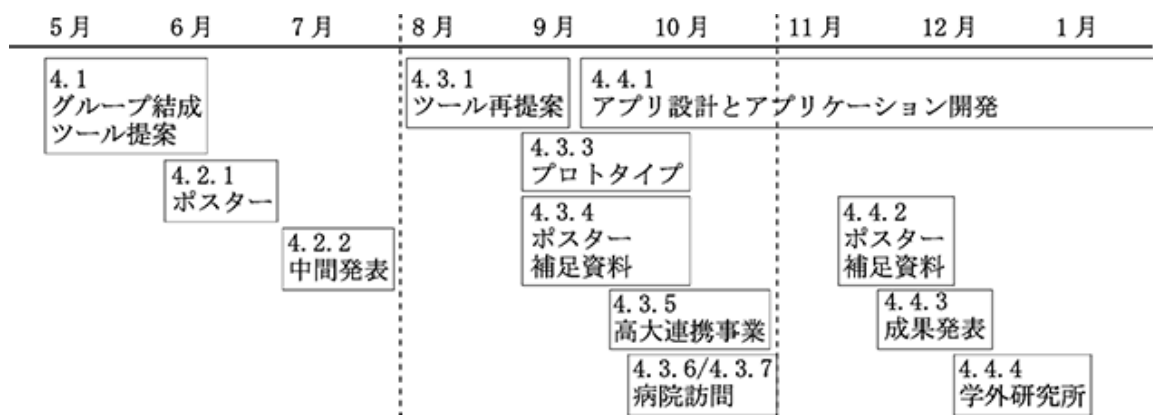 5月 6月 7月 8月 9月 10月 11月 12月 1月
4.1
グループ結成
ツール提案
4.2.1
ポスター
4.2.2
中間発表
4.3.1
ツール再提案
4.4.1
アプリ設計とアプリケーション開発
4.3.3
プロトタイプ
4.3.4
ポスター
補足資料
4.3.5
高大連携事業
4.3.6/4.3.7
病院訪問
4.4.2
ポスター
補足資料
4.4.3
成果発表
4.4.4
学外研究所